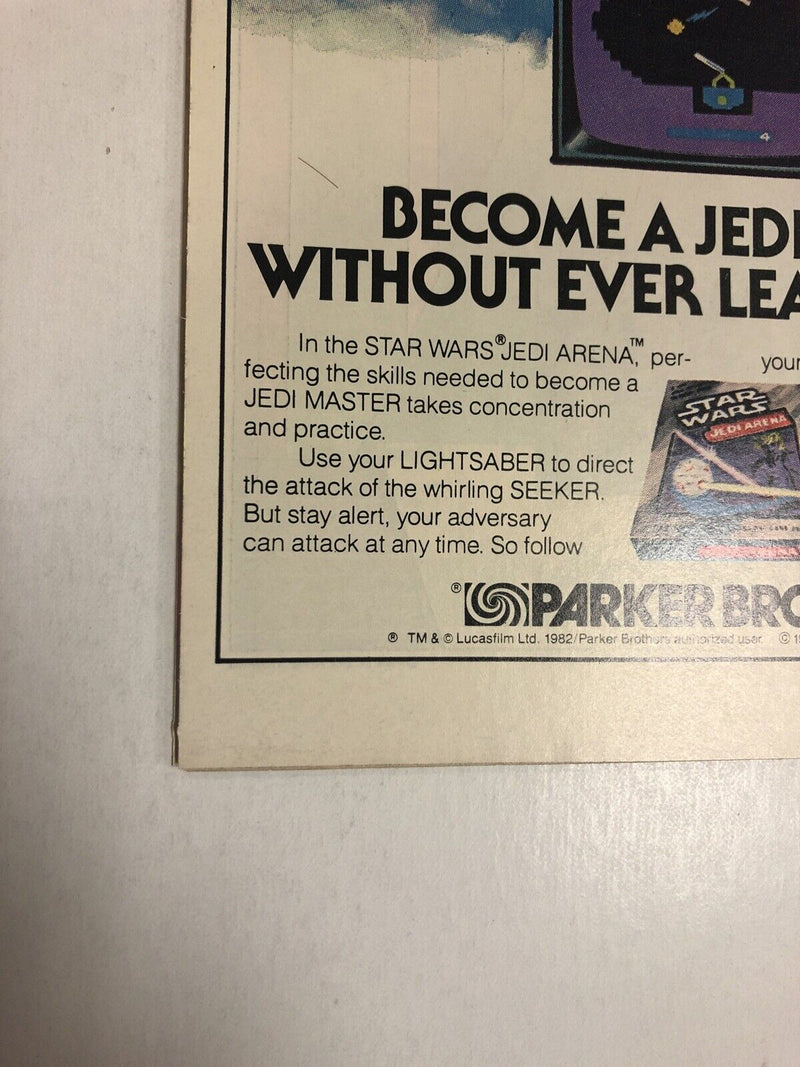 4
BECOME A JEDI
WITHOUT EVER LEA
In the STAR WARS® JEDI ARENA,™ per-
fecting the skills needed to become a
JEDI MASTER takes concentration
and practice.
Use your LIGHTSABER to direct
the attack of the whirling SEEKER.
But stay alert, your adversary
can attack at any time. So follow
your
STAR
WARS
JEDI ARENA
® PARKER BRO
® TM & © Lucasfilm Ltd. 1982/Parker Brothers authorized user. © 1